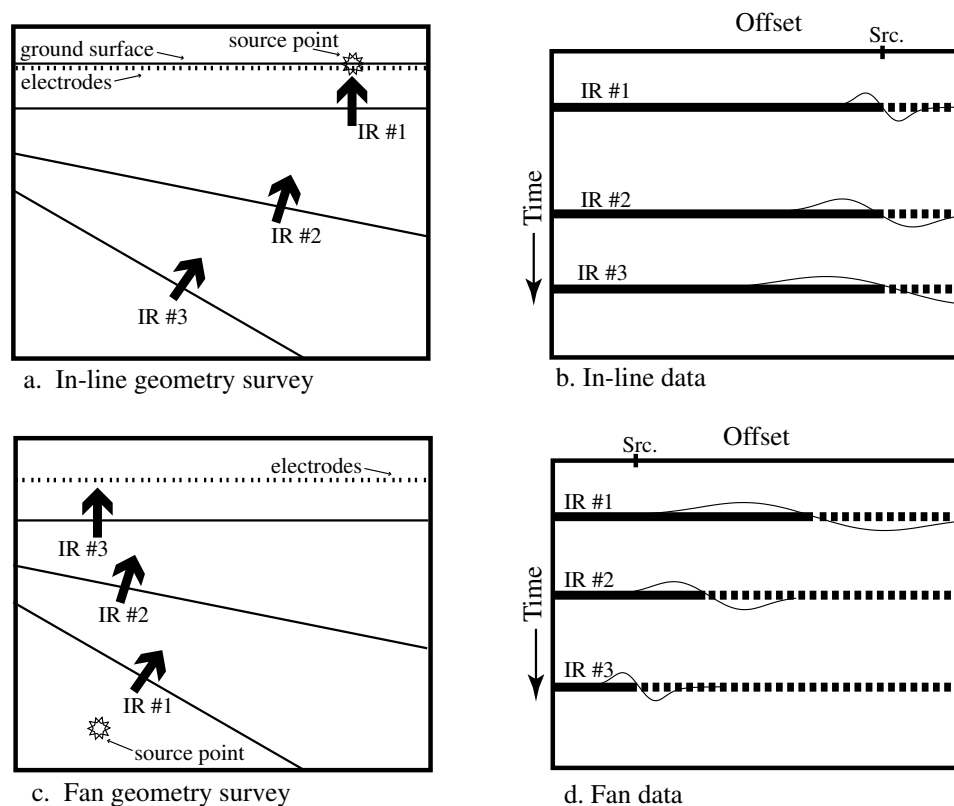 ground surface
source point
electrodes
IR #1
IR #2
IR #3
a. In-line geometry survey
Offset
Src.
IR #1
IR #2
IR #3
Time
b. In-line data
electrodes
IR #3
IR #2
IR #1
source point
c. Fan geometry survey
Offset
Src.
IR #1
IR #2
IR #3
Time
d. Fan data